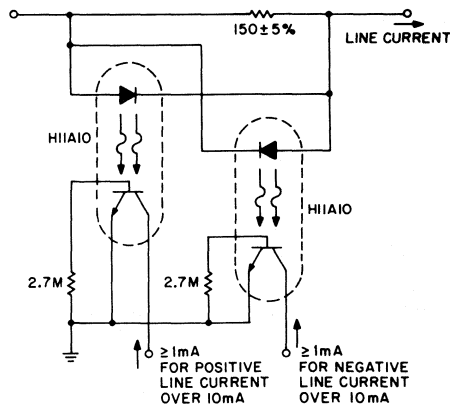 150±5%
LINE CURRENT
H11A10
H11A10
2.7M
2.7M
≥1mA
FOR POSITIVE
LINE CURRENT
OVER 10mA
≥1mA
FOR NEGATIVE
LINE CURRENT
OVER 10mA